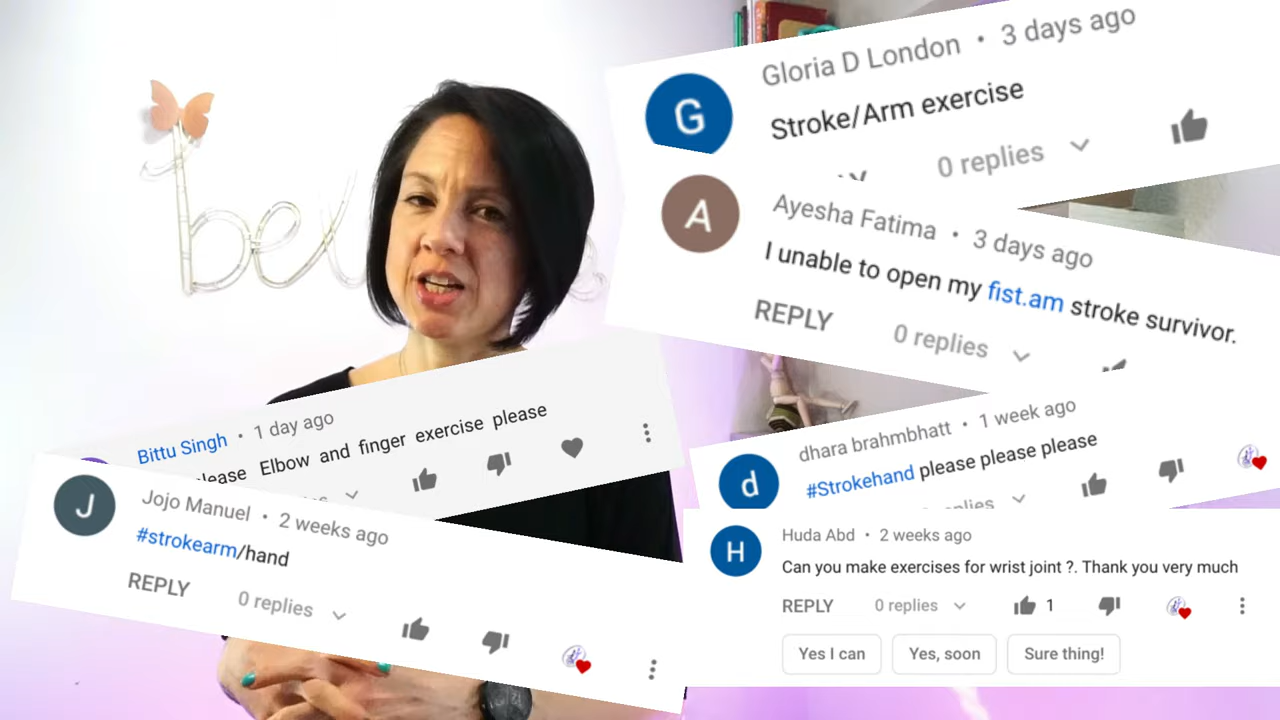 be
G
Gloria D London • 3 days ago
Stroke/Arm exercise
0 replies
A
Ayesha Fatima • 3 days ago
I unable to open my fist.am stroke survivor.
REPLY 0 replies
Bittu Singh • 1 day ago
Elbow and finger exercise please
J
Jojo Manuel • 2 weeks ago
#strokearm/hand
REPLY 0 replies
d
dhara brahmbhatt • 1 week ago
#Strokehand please please please
H
Huda Abd • 2 weeks ago
Can you make exercises for wrist joint ?. Thank you very much
REPLY 0 replies 1
Yes I can Yes, soon Sure thing!